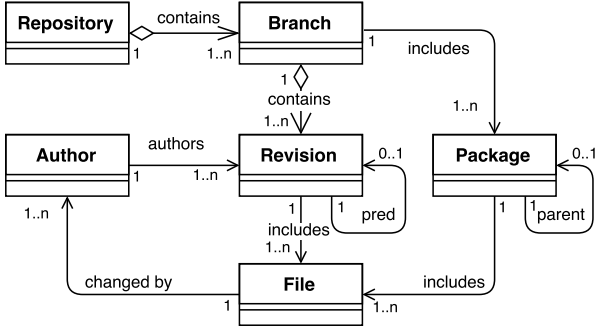 Repository
contains
1
1..n
Branch
1
includes
1..n
1
contains
1..n
Author
authors
1
1..n
Revision
0..1
1
pred
Package
0..1
1
parent
1
includes
1..n
1..n
changed by
1
File
1
includes
1..n